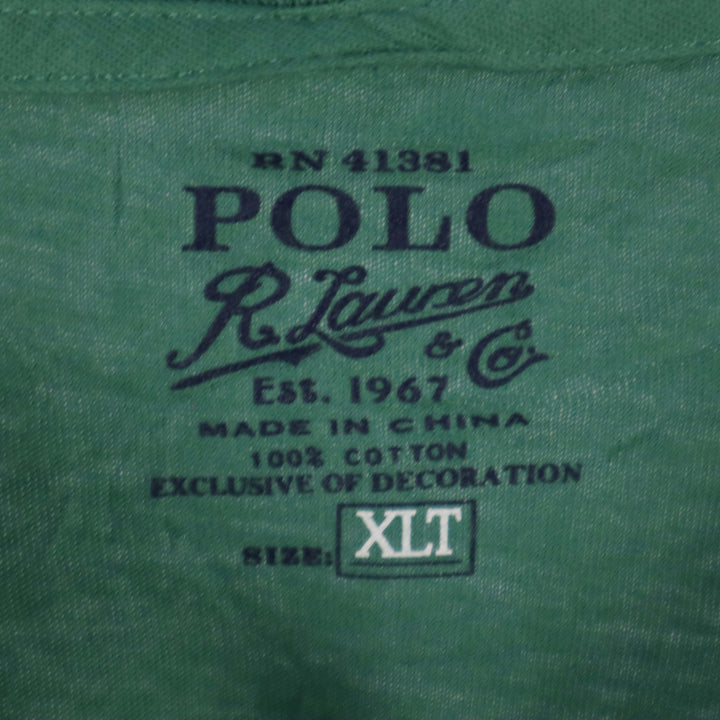 RN 41381
POLO
R. Lauren
& Co.
Est. 1967
MADE IN CHINA
100% COTTON
EXCLUSIVE OF DECORATION
SIZE: XLT